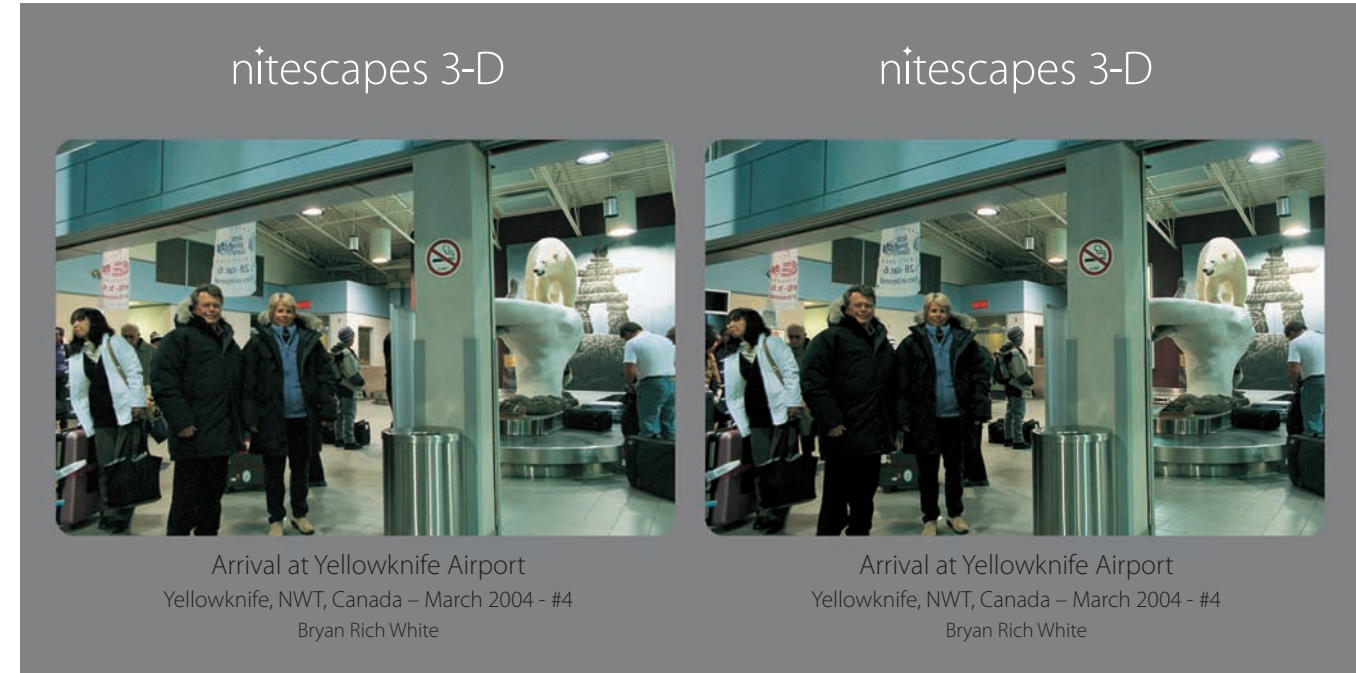 nitescapes 3-D
Arrival at Yellowknife Airport
Yellowknife, NWT, Canada – March 2004 - #4
Bryan Rich White
nitescapes 3-D
Arrival at Yellowknife Airport
Yellowknife, NWT, Canada – March 2004 - #4
Bryan Rich White